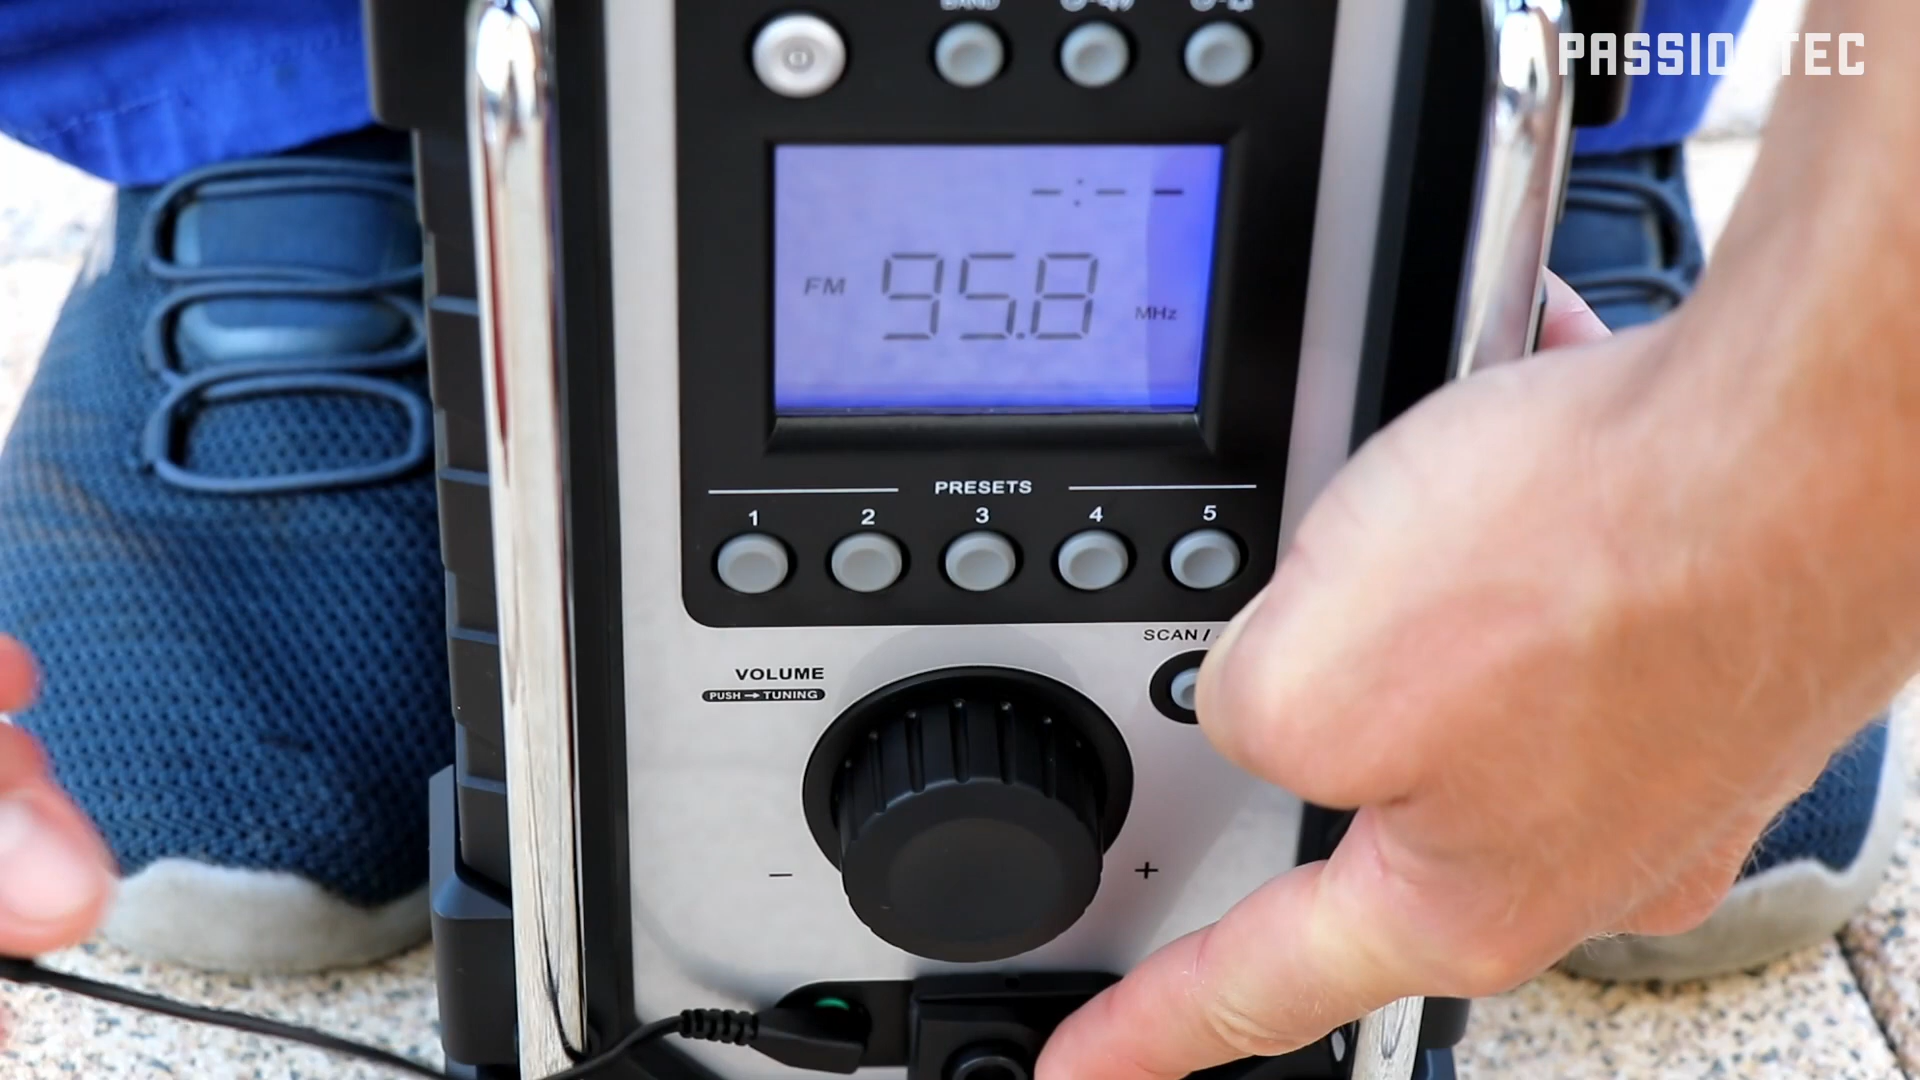 PASSIO TEC
-:-- -
FM 95.8 MHz
PRESETS
1 2 3 4 5
SCAN /
VOLUME
PUSH → TUNING
- +